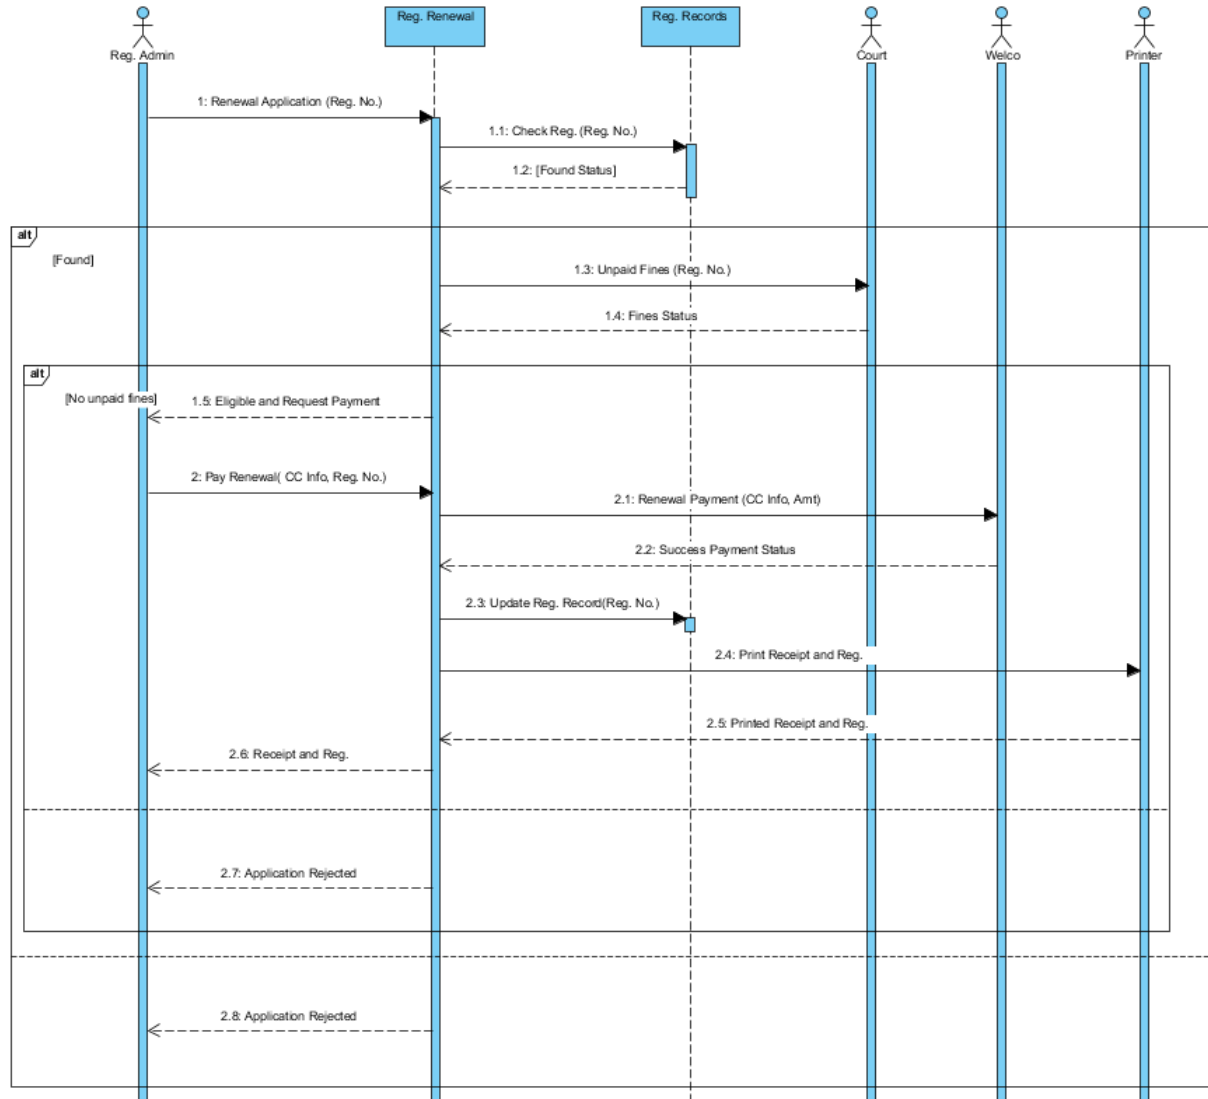 Reg. Renewal
Reg. Records
Reg. Admin
Court
Welco
Printer
1: Renewal Application (Reg. No.)
1.1: Check Reg. (Reg. No.)
1.2: [Found Status]
alt
[Found]
1.3: Unpaid Fines (Reg. No.)
1.4: Fines Status
alt
[No unpaid fines]
1.5: Eligible and Request Payment
2: Pay Renewal( CC Info, Reg. No.)
2.1: Renewal Payment (CC Info, Amt)
2.2: Success Payment Status
2.3: Update Reg. Record(Reg. No.)
2.4: Print Receipt and Reg.
2.5: Printed Receipt and Reg.
2.6: Receipt and Reg.
2.7: Application Rejected
2.8: Application Rejected